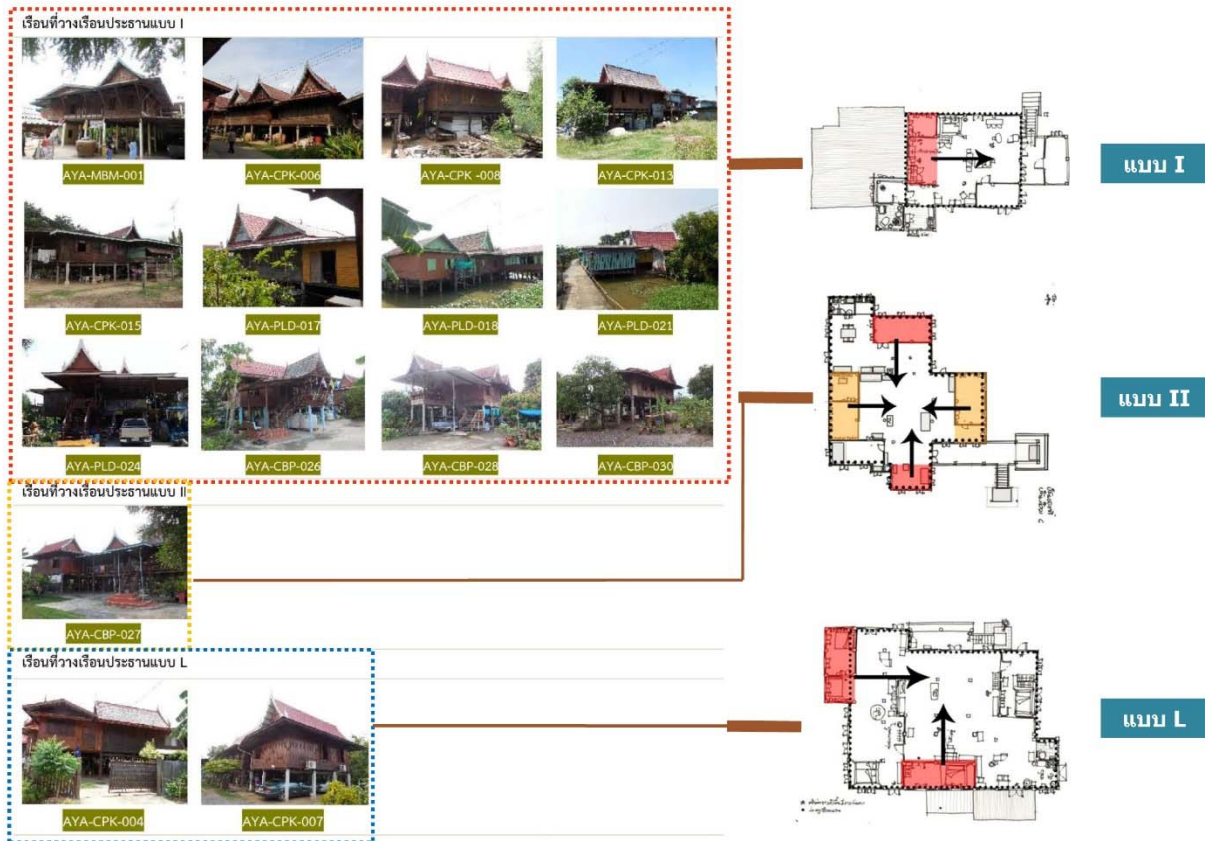 เรือนที่วางเรือนประธานแบบ I
AYA-MBM-001
AYA-CPK-006
AYA-CPK -008
AYA-CPK-013
AYA-CPK-015
AYA-PLD-017
AYA-PLD-018
AYA-PLD-021
AYA-PLD-024
AYA-CBP-026
AYA-CBP-028
AYA-CBP-030
เรือนที่วางเรือนประธานแบบ II
AYA-CBP-027
เรือนที่วางเรือนประธานแบบ L
AYA-CPK-004
AYA-CPK-007
แบบ I
แบบ II
แบบ L